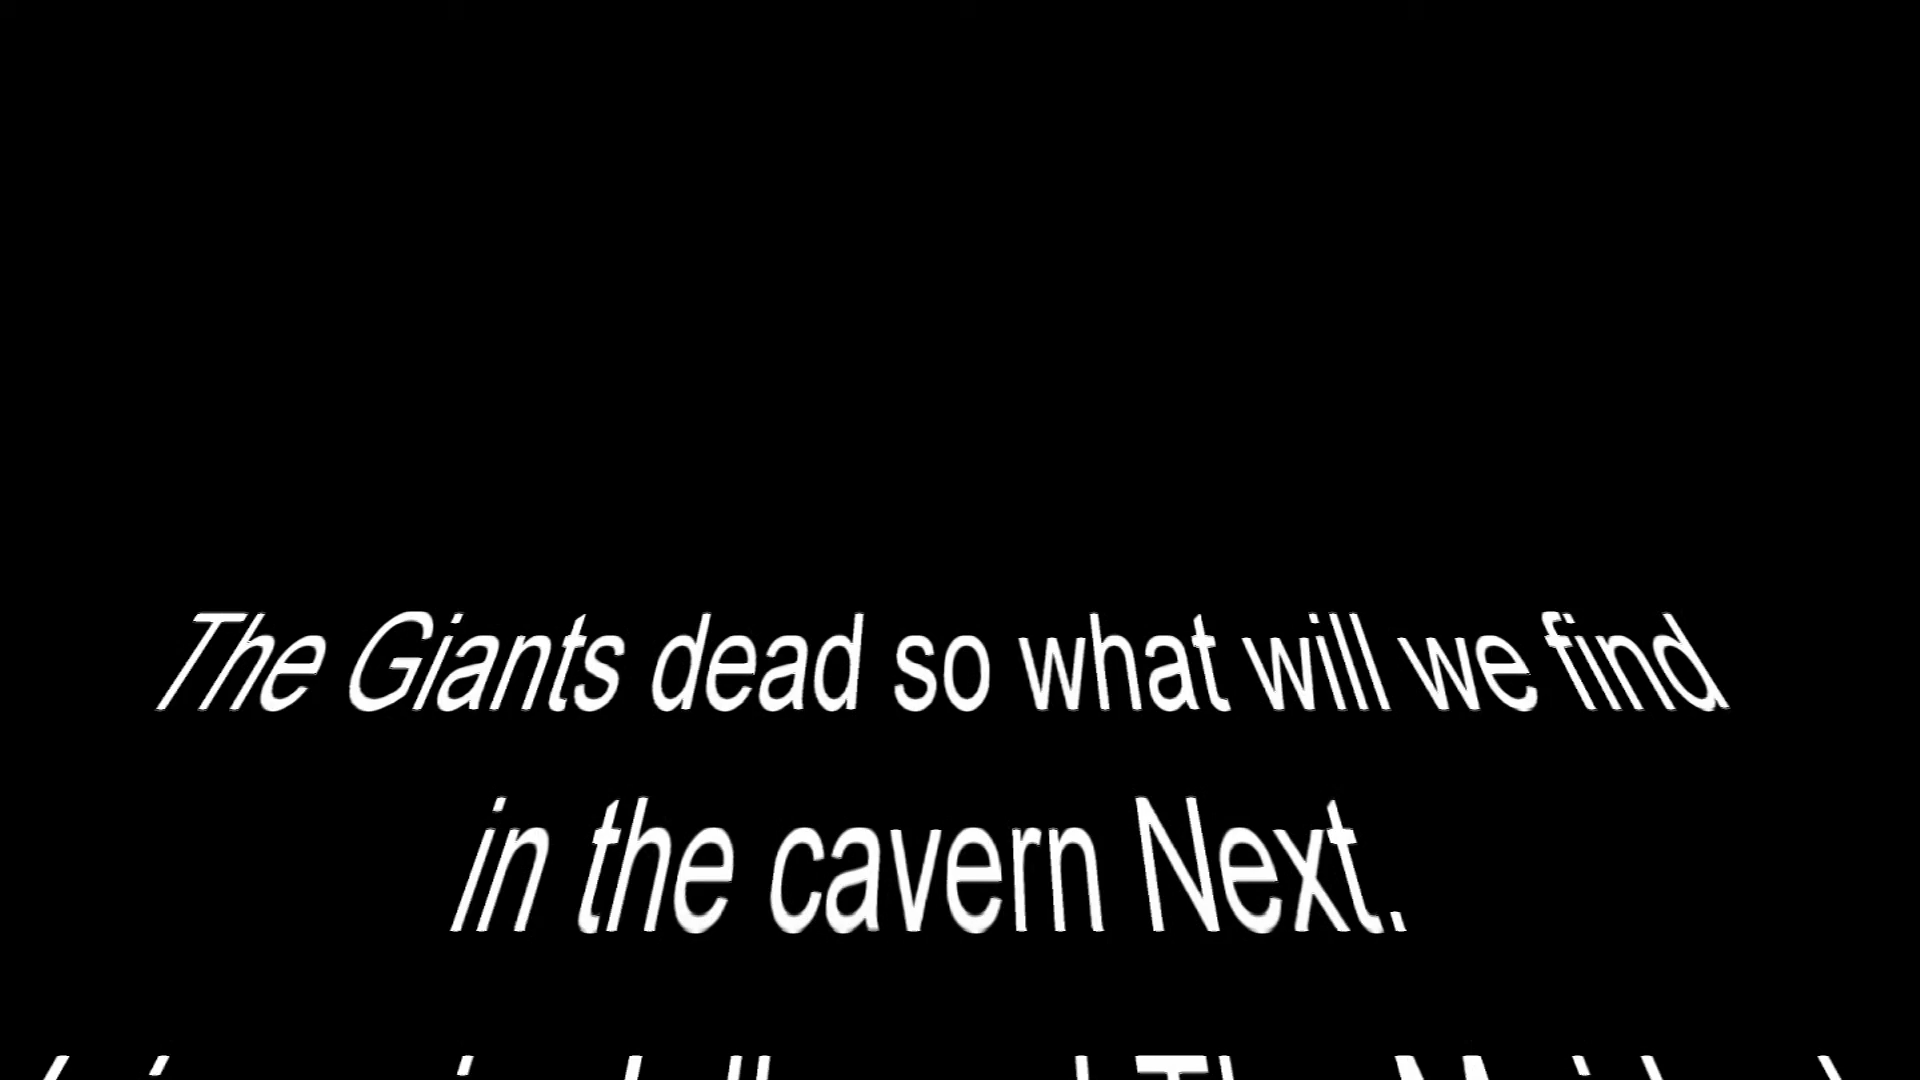 The Giants dead so what will we find
in the cavern Next.